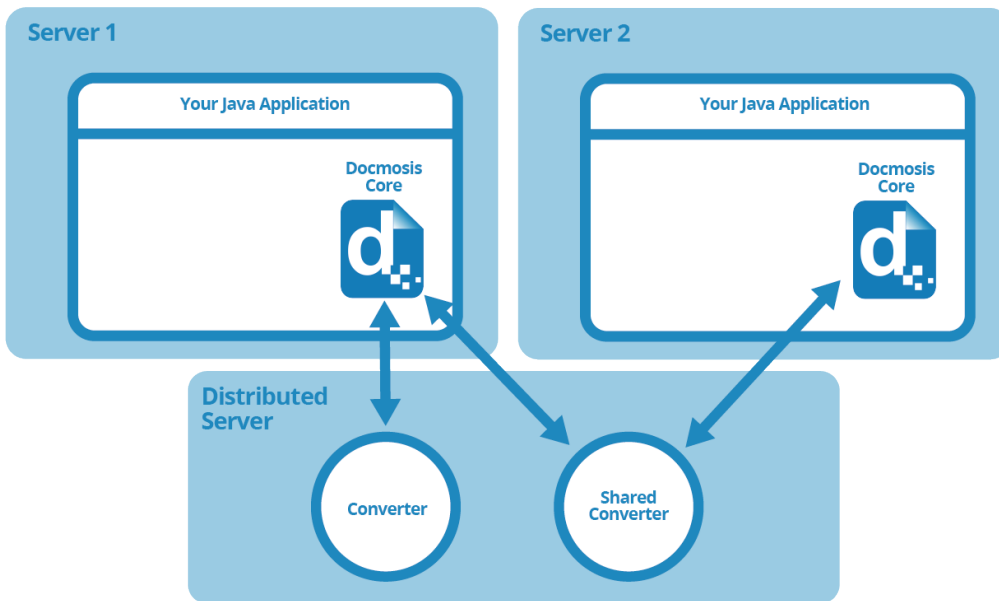 Server 1
Your Java Application
Docmosis
Core
d
Server 2
Your Java Application
Docmosis
Core
d
Distributed
Server
Converter
Shared
Converter